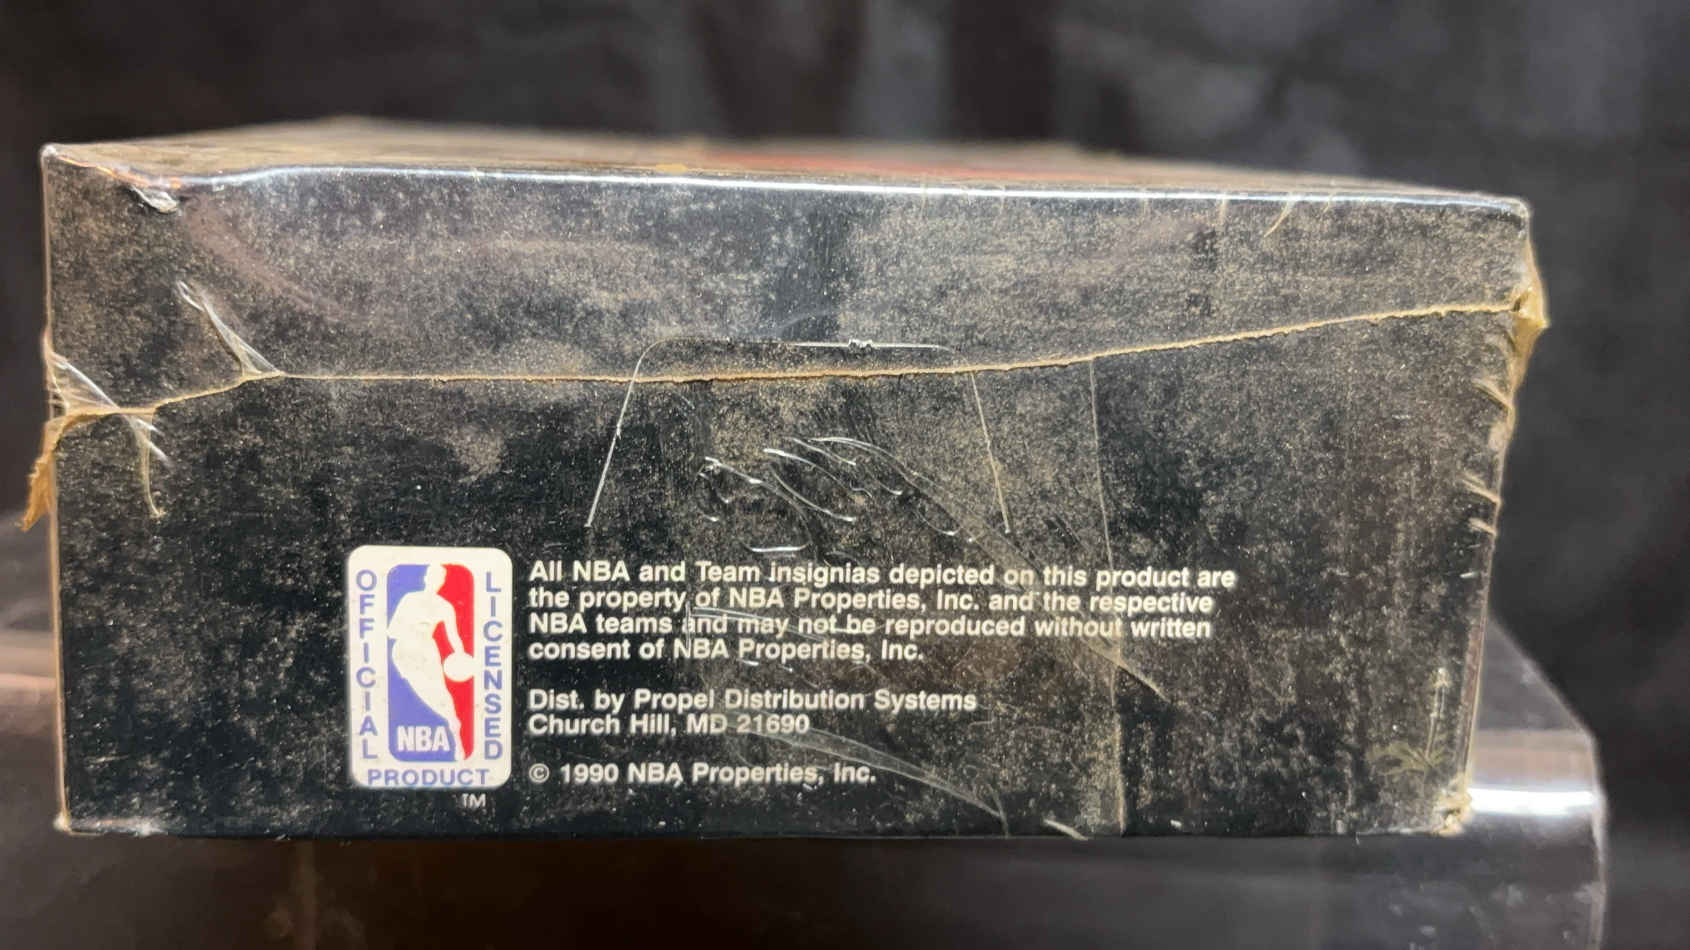 OFFICIAL
LICENSED
NBA
PRODUCT
TM
All NBA and Team insignias depicted on this product are
the property of NBA Properties, Inc. and the respective
NBA teams and may not be reproduced without written
consent of NBA Properties, Inc.
Dist. by Propel Distribution Systems
Church Hill, MD 21690
© 1990 NBA Properties, Inc.